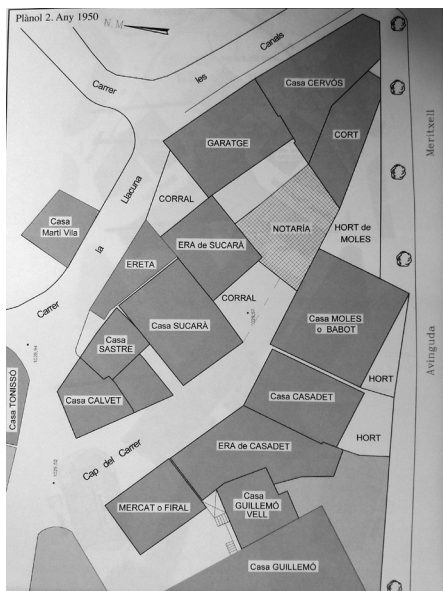 Plànol 2. Any 1950
N. M
Carrer
les
Canals
Casa CERVÓS
GARATGE
CORT
Meritxell
Carrer
la
Llacuna
CORRAL
Casa
Martí Vila
NOTARÍA
HORT de
MOLES
ERA de SUCARÀ
ERETA
CORRAL
Casa SUCARÀ
Casa MOLES
o BABOT
Casa
SASTRE
Avinguda
Casa TONISSÓ
HORT
Casa CALVET
Casa CASADET
HORT
Cap del Carrer
ERA de CASADET
MERCAT o FIRAL
Casa
GUILLEMÓ
VELL
Casa GUILLEMÓ